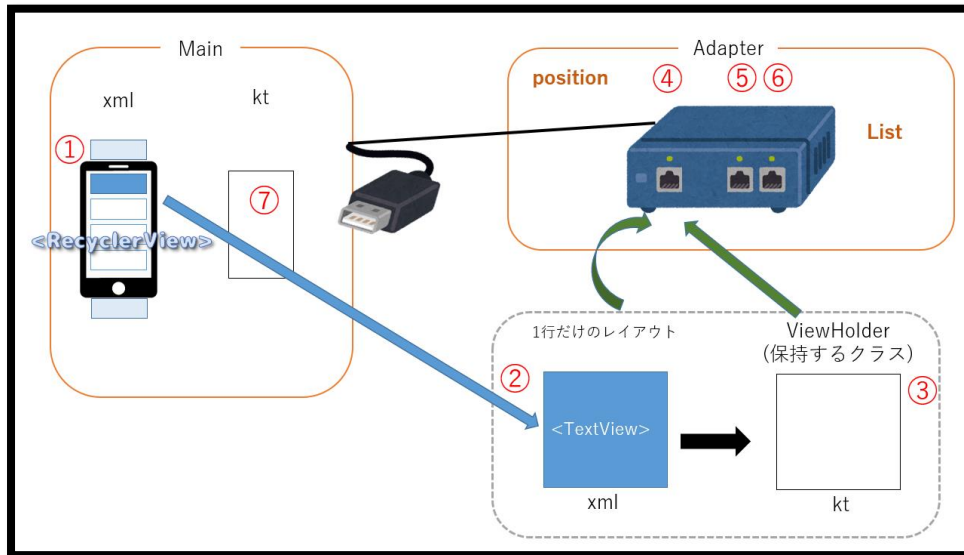 Main
xml
kt
①
<RecyclerView>
⑦
Adapter
position
④
⑤
⑥
List
1行だけのレイアウト
ViewHolder
(保持するクラス)
②
<TextView>
xml
③
kt